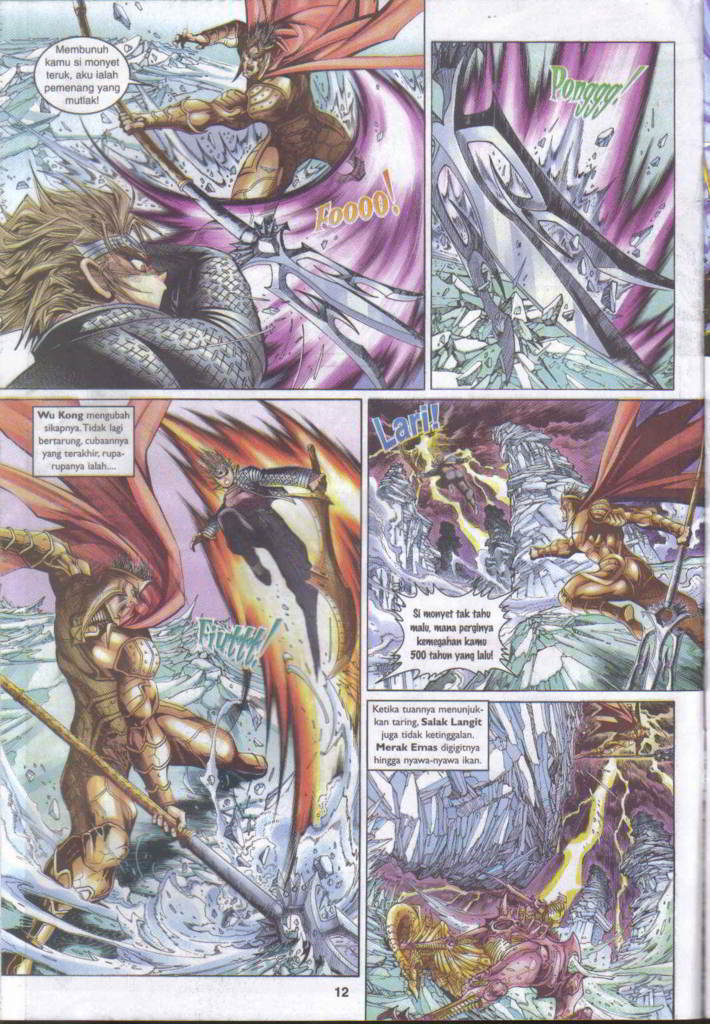 Membunuh
kamu si monyet
teruk, aku ialah
pemenang yang
mutlak!
Foooo!
Ponggg!
Wu Kong mengubah
sikapnya. Tidak lagi
bertarung, cubaannya
yang terakhir, rupa-
rupanya ialah....
Lari!
Si monyet tak tahu
malu, mana perginya
kemegahan kamu
500 tahun yang lalu!
Ketika tuannya menunjuk-
kan taring, Salak Langit
juga tidak ketinggalan.
Merak Emas digigitnya
hingga nyawa-nyawa ikan.
12